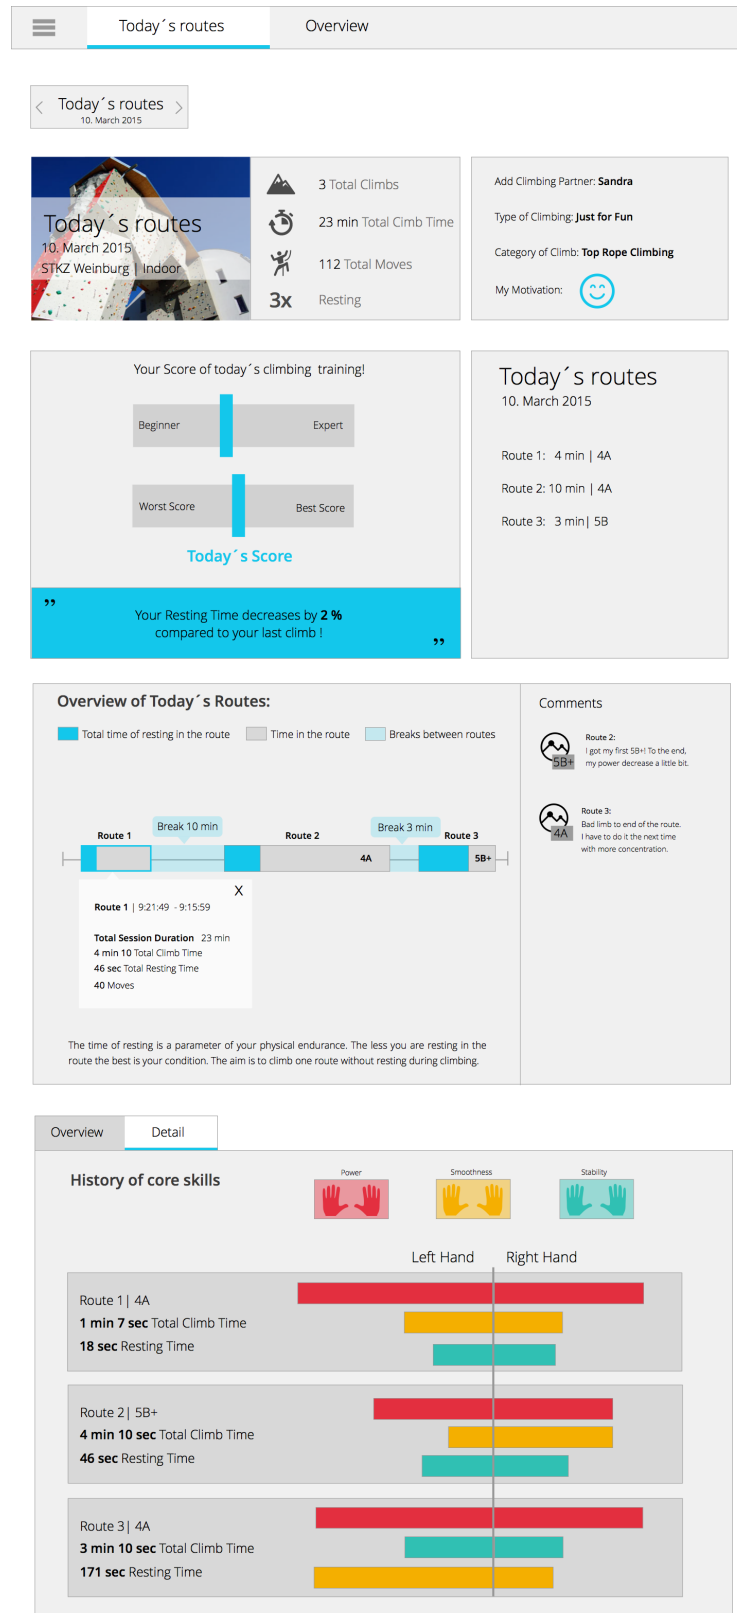 Today´s routes
Overview
Today´s routes
10. March 2015
Today´s routes
10. March 2015
STKZ Weinburg | Indoor
3 Total Climbs
23 min Total Cimb Time
112 Total Moves
3x Resting
Add Climbing Partner: Sandra
Type of Climbing: Just for Fun
Category of Climb: Top Rope Climbing
My Motivation:
Your Score of today´s climbing training!
Beginner
Expert
Worst Score
Best Score
Today´s Score
” Your Resting Time decreases by 2 %
compared to your last climb ! ”
Today´s routes
10. March 2015
Route 1: 4 min | 4A
Route 2: 10 min | 4A
Route 3: 3 min| 5B
Overview of Today´s Routes:
Total time of resting in the route
Time in the route
Breaks between routes
Route 1
Break 10 min
Route 2
Break 3 min
Route 3
4A
5B+
X
Route 1 | 9:21:49 - 9:15:59
Total Session Duration 23 min
4 min 10 Total Climb Time
46 sec Total Resting Time
40 Moves
The time of resting is a parameter of your physical endurance. The less you are resting in the
route the best is your condition. The aim is to climb one route without resting during climbing.
Comments
5B+
Route 2:
I got my first 5B+! To the end,
my power decrease a little bit.
4A
Route 3:
Bad limb to end of the route.
I have to do it the next time
with more concentration.
Overview
Detail
History of core skills
Power
Smoothness
Stability
Left Hand
Right Hand
Route 1| 4A
1 min 7 sec Total Climb Time
18 sec Resting Time
Route 2| 5B+
4 min 10 sec Total Climb Time
46 sec Resting Time
Route 3| 4A
3 min 10 sec Total Climb Time
171 sec Resting Time